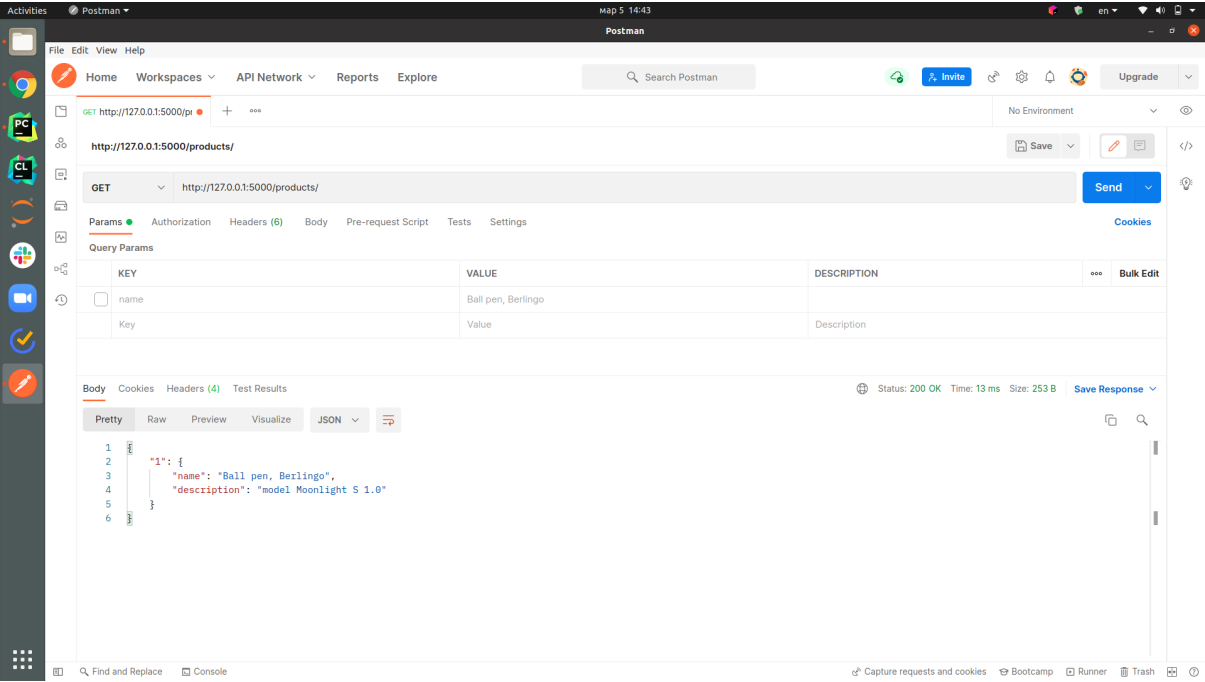 Activities Postman мар 5 14:43 en
Postman
File Edit View Help
Home Workspaces API Network Reports Explore Search Postman Invite Upgrade
GET http://127.0.0.1:5000/pr No Environment
http://127.0.0.1:5000/products/ Save
GET http://127.0.0.1:5000/products/ Send
Params Authorization Headers (6) Body Pre-request Script Tests Settings Cookies
Query Params
KEY VALUE DESCRIPTION Bulk Edit
name Ball pen, Berlingo
Key Value Description
Body Cookies Headers (4) Test Results Status: 200 OK Time: 13 ms Size: 253 B Save Response
Pretty Raw Preview Visualize JSON
1 {
2 "1": {
3 "name": "Ball pen, Berlingo",
4 "description": "model Moonlight S 1.0"
5 }
6 }
PC
CL
Find and Replace Console Capture requests and cookies Bootcamp Runner Trash